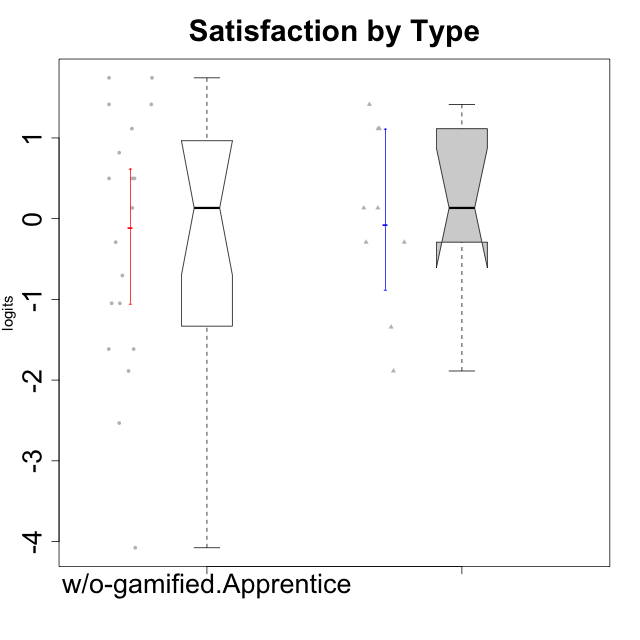 Satisfaction by Type
1
0
-1
-2
-3
-4
logits
w/o-gamified.Apprentice